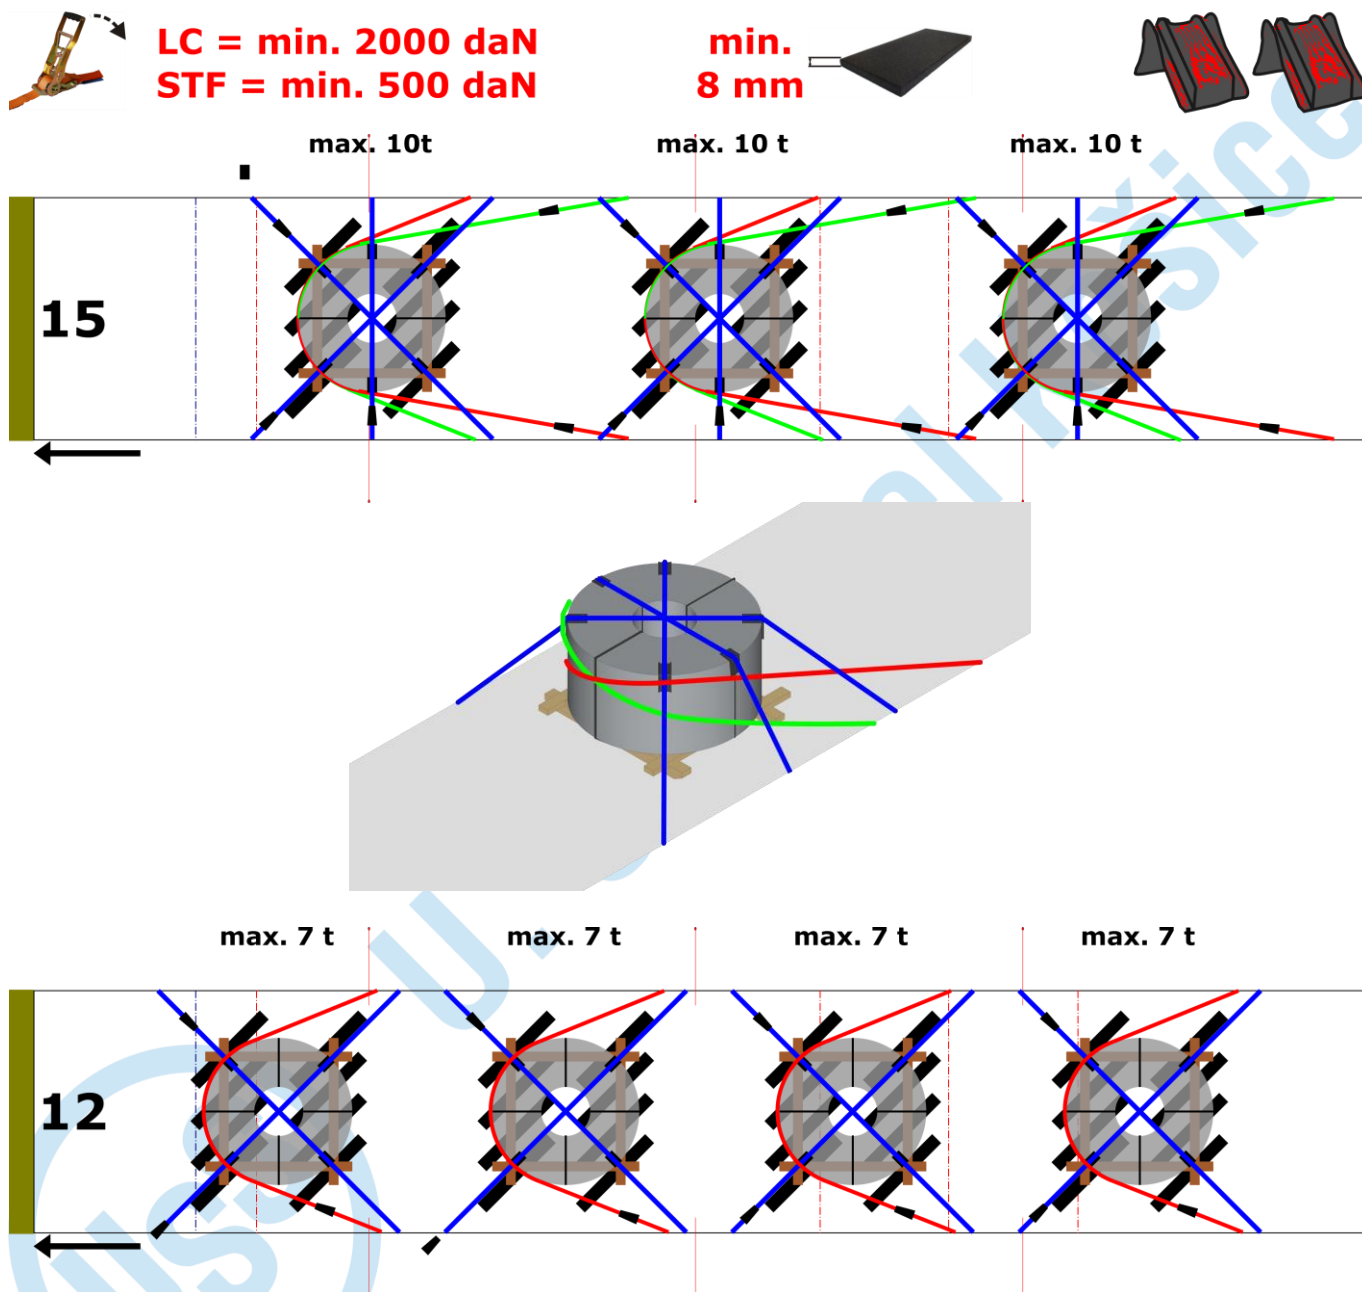 LC = min. 2000 daN
STF = min. 500 daN
min.
8 mm
max. 10t
max. 10 t
max. 10 t
15
max. 7 t
max. 7 t
max. 7 t
max. 7 t
12